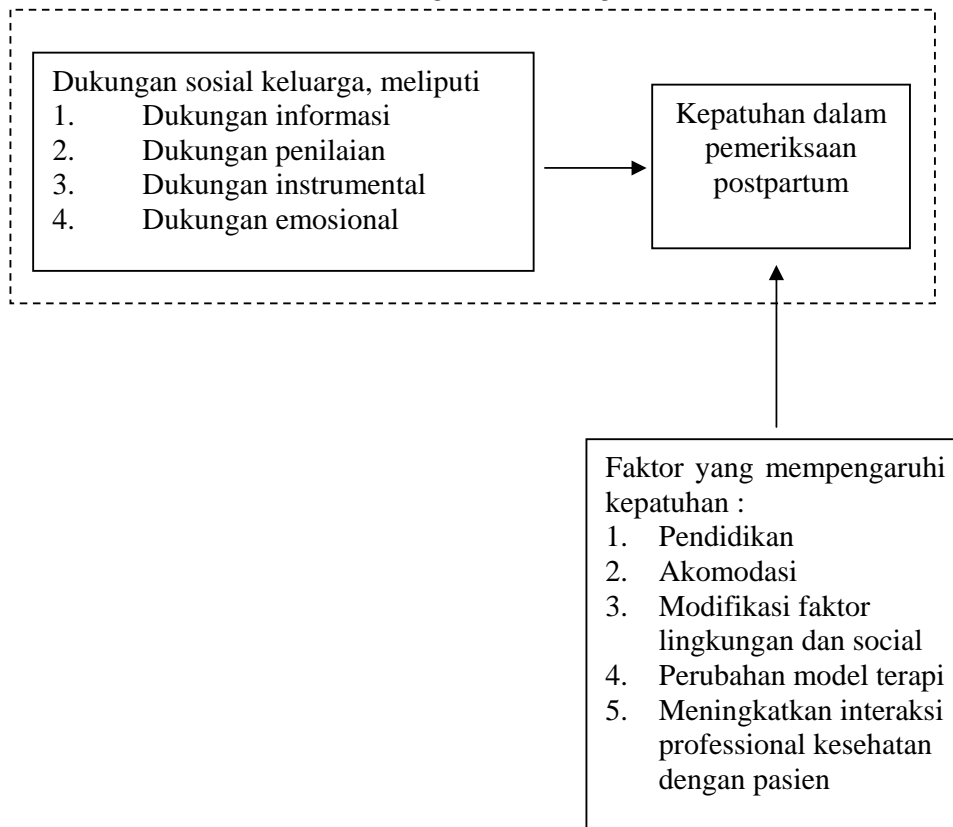 Dukungan sosial keluarga, meliputi
1. Dukungan informasi
2. Dukungan penilaian
3. Dukungan instrumental
4. Dukungan emosional
Kepatuhan dalam
pemeriksaan
postpartum
Faktor yang mempengaruhi
kepatuhan :
1. Pendidikan
2. Akomodasi
3. Modifikasi faktor
lingkungan dan social
4. Perubahan model terapi
5. Meningkatkan interaksi
professional kesehatan
dengan pasien